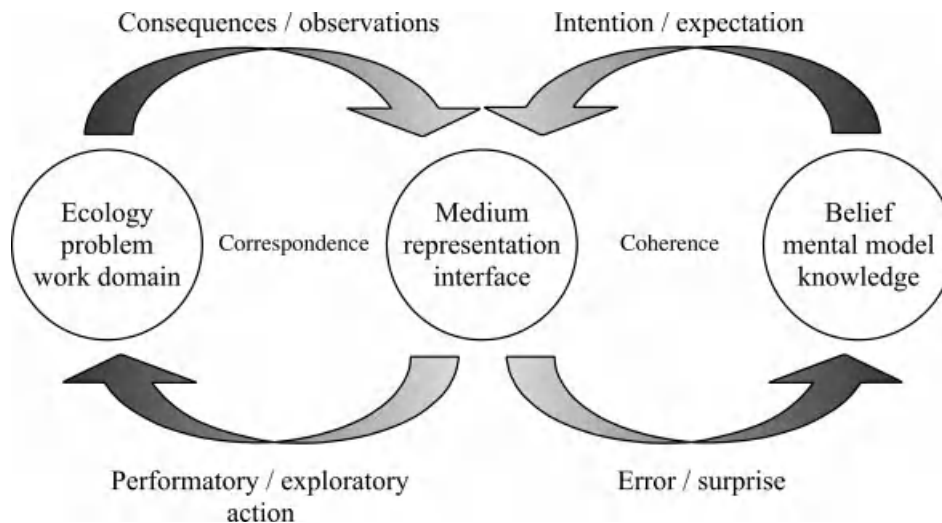 Consequences / observations
Intention / expectation
Ecology
problem
work domain
Correspondence
Medium
representation
interface
Coherence
Belief
mental model
knowledge
Performatory / exploratory
action
Error / surprise